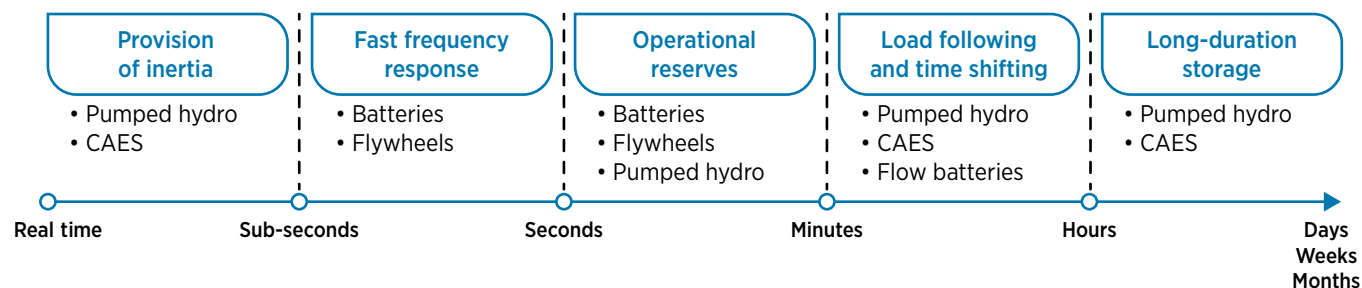 Provision
of inertia
• Pumped hydro
• CAES
Fast frequency
response
• Batteries
• Flywheels
Operational
reserves
• Batteries
• Flywheels
• Pumped hydro
Load following
and time shifting
• Pumped hydro
• CAES
• Flow batteries
Long-duration
storage
• Pumped hydro
• CAES
Real time
Sub-seconds
Seconds
Minutes
Hours
Days
Weeks
Months